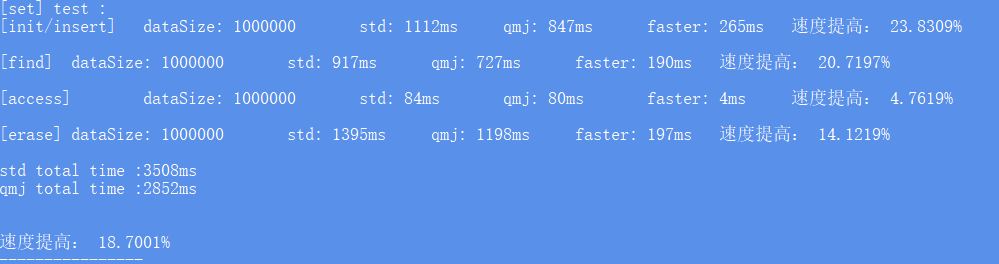 [set] test :
[init/insert] dataSize: 1000000 std: 1112ms qmj: 847ms faster: 265ms 速度提高: 23.8309%
[find] dataSize: 1000000 std: 917ms qmj: 727ms faster: 190ms 速度提高: 20.7197%
[access] dataSize: 1000000 std: 84ms qmj: 80ms faster: 4ms 速度提高: 4.7619%
[erase] dataSize: 1000000 std: 1395ms qmj: 1198ms faster: 197ms 速度提高: 14.1219%
std total time :3508ms
qmj total time :2852ms
速度提高: 18.7001%
----------------